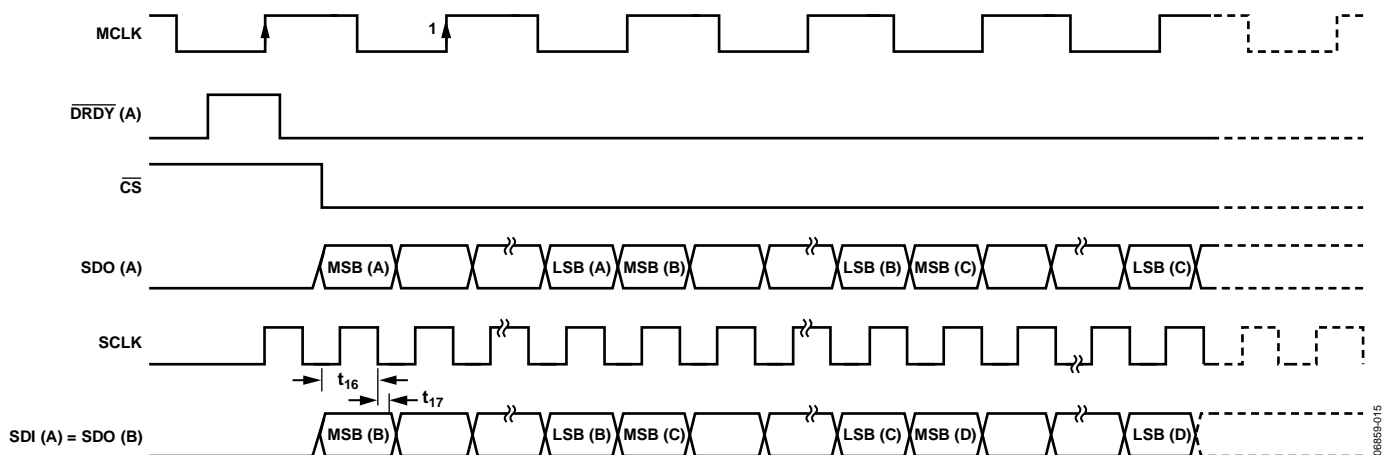 MCLK
1
DRDY (A)
CS
SDO (A)
MSB (A)
LSB (A)
MSB (B)
LSB (B)
MSB (C)
LSB (C)
SCLK
t16
t17
SDI (A) = SDO (B)
MSB (B)
LSB (B)
MSB (C)
LSB (C)
MSB (D)
LSB (D)
06859-015